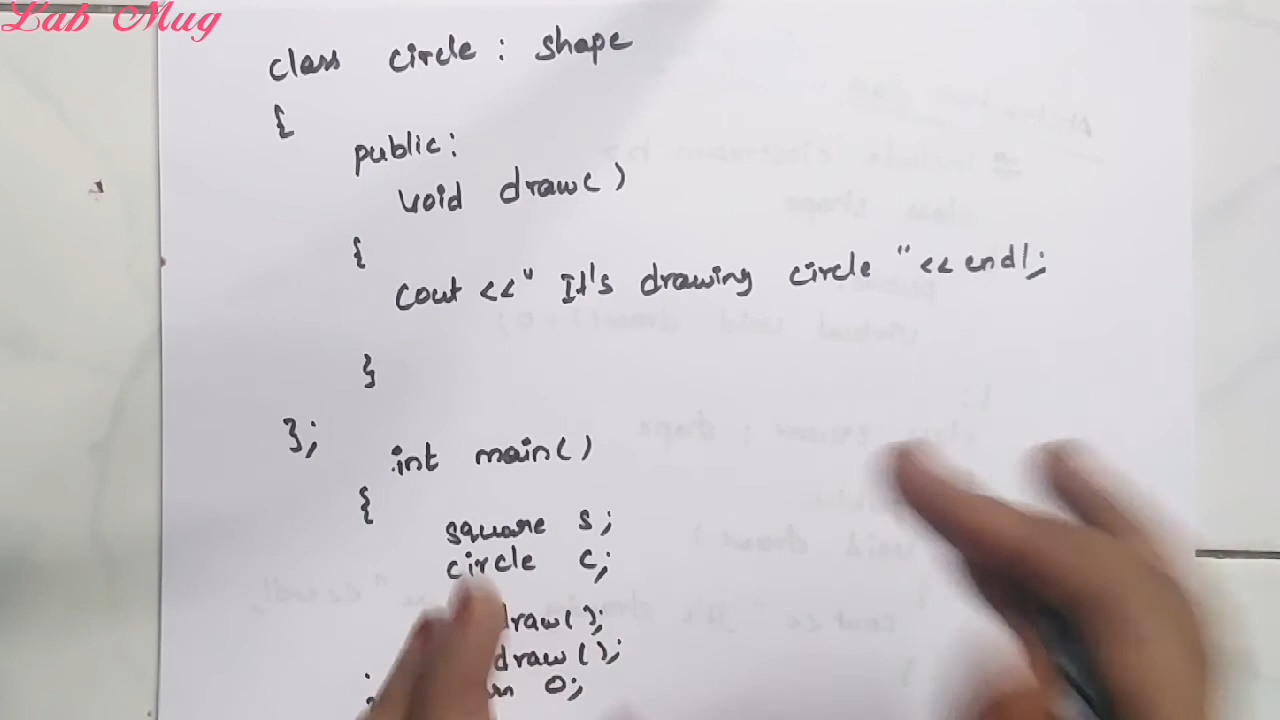 Lab Mug
class circle : shape
{
public:
void draw()
{
cout <<" It's drawing circle "<< endl;
}
};
int main()
{
square s;
circle c;
draw();
draw();
0;